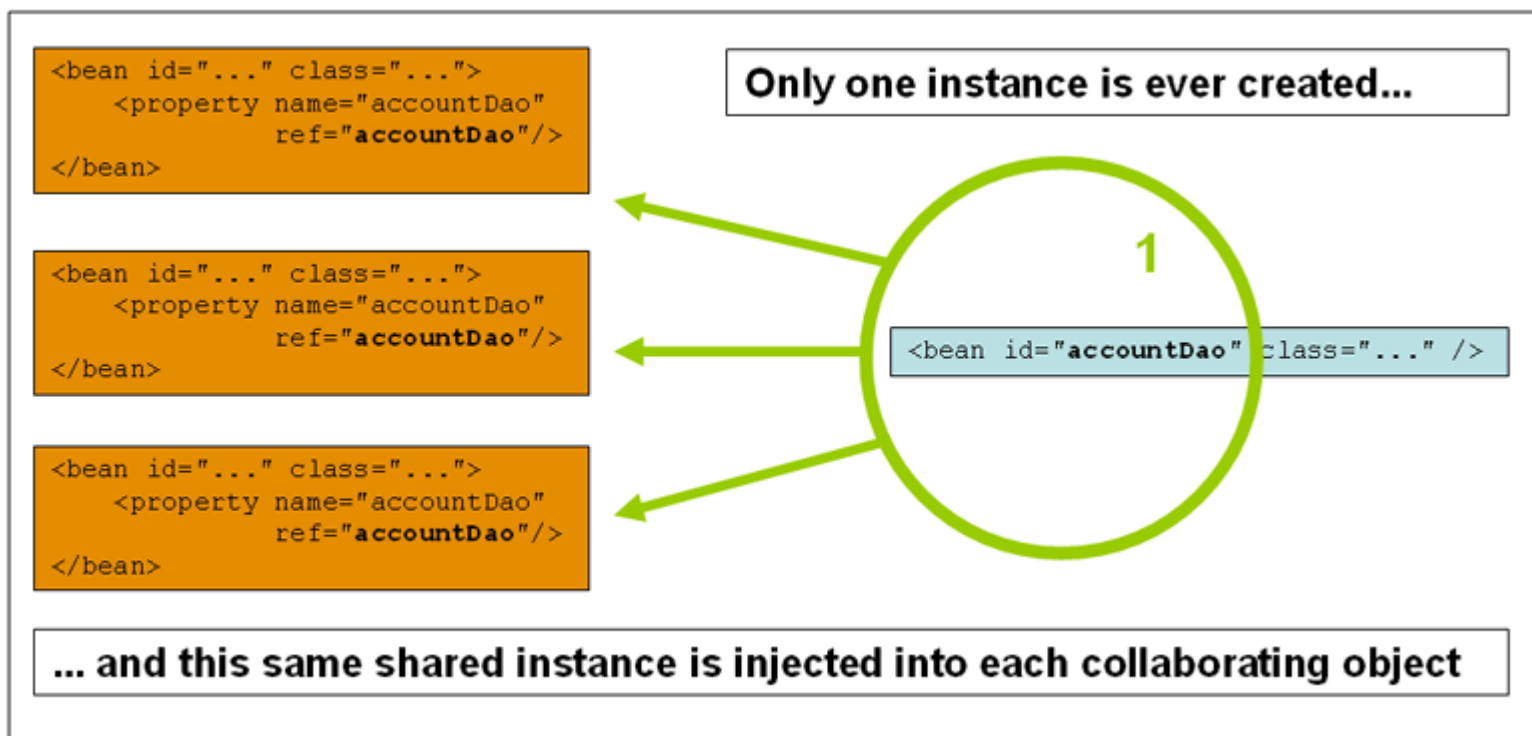 <bean id="..." class="...">
<property name="accountDao"
ref="accountDao"/>
</bean>
Only one instance is ever created...
<bean id="..." class="...">
<property name="accountDao"
ref="accountDao"/>
</bean>
1
<bean id="accountDao" class="..." />
<bean id="..." class="...">
<property name="accountDao"
ref="accountDao"/>
</bean>
... and this same shared instance is injected into each collaborating object